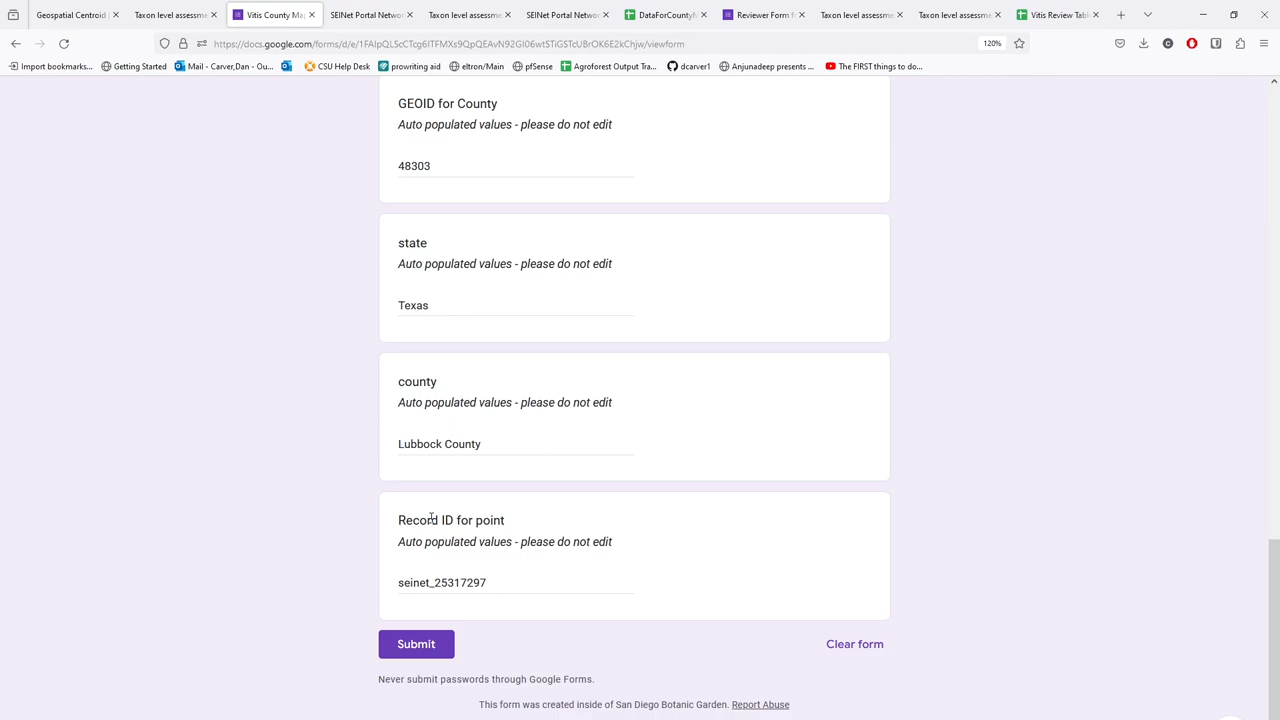 Geospatial Centroid |
Taxon level assessme
Vitis County Ma
SEINet Portal Network
Taxon level assessme
SEINet Portal Networ
DataForCountyM
Reviewer Form f
Taxon level assessme
Taxon level assessme
Vitis Review Tabl
https://docs.google.com/forms/d/e/1FAIpQLScCTcg6ITFMXs9QpQEAvN92GI06wtSTiG5TcUBrOK6E2kChjw/viewform
120%
Import bookmarks...
Getting Started
Mail - Carver,Dan - Ou...
CSU Help Desk
prowriting aid
eltron/Main
pfSense
Agroforest Output Tra...
dcarver1
Anjunadeep presents ...
The FIRST things to do...
GEOID for County
Auto populated values - please do not edit
48303
state
Auto populated values - please do not edit
Texas
county
Auto populated values - please do not edit
Lubbock County
Record ID for point
Auto populated values - please do not edit
seinet_25317297
Submit
Clear form
Never submit passwords through Google Forms.
This form was created inside of San Diego Botanic Garden. Report Abuse